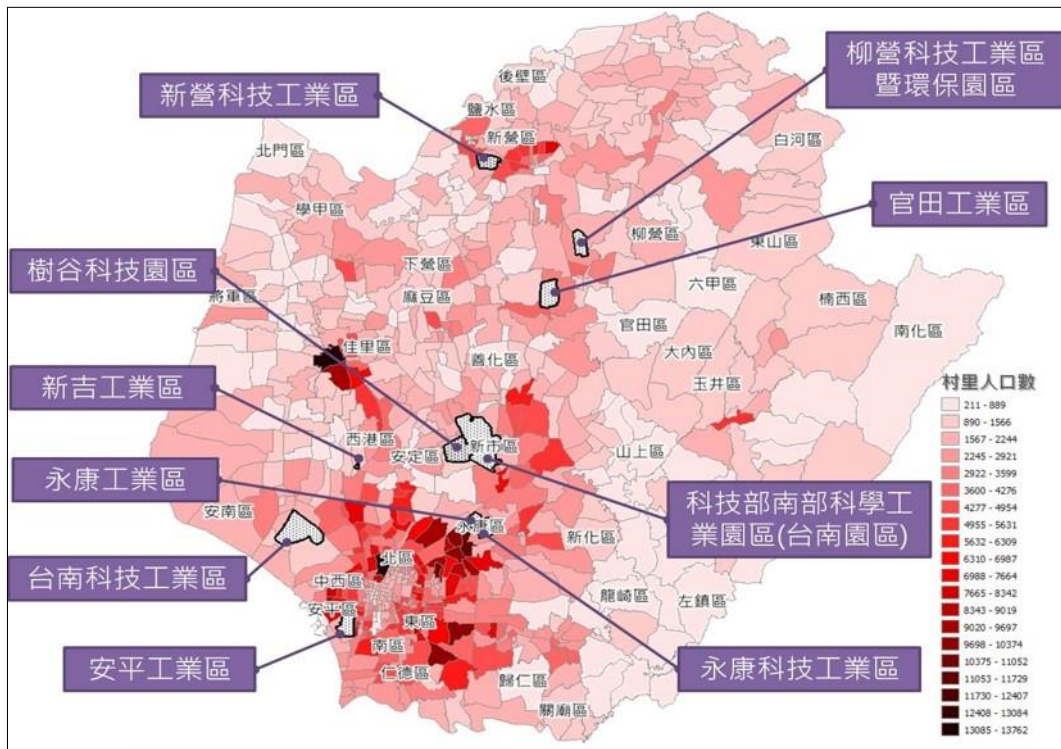 柳營科技工業區
暨環保園區
新營科技工業區
官田工業區
樹谷科技園區
新吉工業區
永康工業區
台南科技工業區
安平工業區
科技部南部科學工
業園區(台南園區)
永康科技工業區
後壁區
鹽水區
新營區
白河區
北門區
學甲區
柳營區
東山區
下營區
六甲區
楠西區
將軍區
麻豆區
官田區
南化區
佳里區
善化區
大內區
玉井區
西港區
安定區
新市區
山上區
安南區
永康區
新化區
北區
中西區
安平區
東區
龍崎區
左鎮區
南區
仁德區
歸仁區
關廟區
村里人口數
211 - 889
890 - 1566
1567 - 2244
2245 - 2921
2922 - 3599
3600 - 4276
4277 - 4954
4955 - 5631
5632 - 6309
6310 - 6987
6988 - 7664
7665 - 8342
8343 - 9019
9020 - 9697
9698 - 10374
10375 - 11052
11053 - 11729
11730 - 12407
12408 - 13084
13085 - 13762